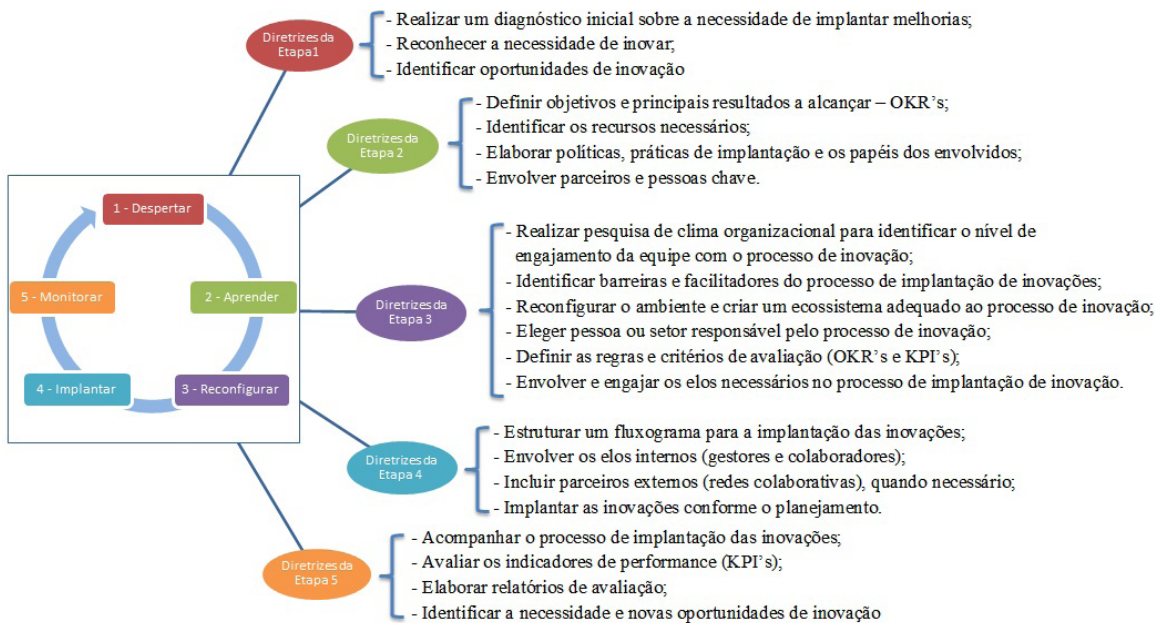 Diretrizes da
Etapa1
- Realizar um diagnóstico inicial sobre a necessidade de implantar melhorias;
- Reconhecer a necessidade de inovar;
- Identificar oportunidades de inovação
Diretrizes da
Etapa 2
- Definir objetivos e principais resultados a alcançar – OKR’s;
- Identificar os recursos necessários;
- Elaborar políticas, práticas de implantação e os papéis dos envolvidos;
- Envolver parceiros e pessoas chave.
1 - Despertar
5 - Monitorar
2 - Aprender
4 - Implantar
3 - Reconfigurar
Diretrizes da
Etapa 3
- Realizar pesquisa de clima organizacional para identificar o nível de
engajamento da equipe com o processo de inovação;
- Identificar barreiras e facilitadores do processo de implantação de inovações;
- Reconfigurar o ambiente e criar um ecossistema adequado ao processo de inovação;
- Eleger pessoa ou setor responsável pelo processo de inovação;
- Definir as regras e critérios de avaliação (OKR’s e KPI’s);
- Envolver e engajar os elos necessários no processo de implantação de inovação.
Diretrizes da
Etapa 4
- Estruturar um fluxograma para a implantação das inovações;
- Envolver os elos internos (gestores e colaboradores);
- Incluir parceiros externos (redes colaborativas), quando necessário;
- Implantar as inovações conforme o planejamento.
Diretrizes da
Etapa 5
- Acompanhar o processo de implantação das inovações;
- Avaliar os indicadores de performance (KPI’s);
- Elaborar relatórios de avaliação;
- Identificar a necessidade e novas oportunidades de inovação